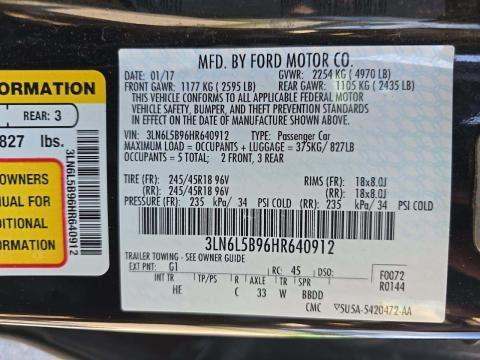 FORMATION
REAR: 3
827 lbs.
OWNERS
NUAL FOR
DITIONAL
ORMATION
3LN6L5B96HR640912
MFD. BY FORD MOTOR CO.
DATE: 01/17 GVWR: 2254 KG ( 4970 LB)
FRONT GAWR: 1177 KG ( 2595 LB) REAR GAWR: 1105 KG ( 2435 LB)
THIS VEHICLE CONFORMS TO ALL APPLICABLE FEDERAL MOTOR
VEHICLE SAFETY, BUMPER, AND THEFT PREVENTION STANDARDS
IN EFFECT ON THE DATE OF MANUFACTURE SHOWN ABOVE.
VIN: 3LN6L5B96HR640912 TYPE: Passenger Car
MAXIMUM LOAD = OCCUPANTS + LUGGAGE = 375KG / 827LB
OCCUPANTS = 5 TOTAL: 2 FRONT, 3 REAR
TIRE (FR): 245/45R18 96V RIMS (FR): 18x8.0J
(RR): 245/45R18 96V (RR): 18x8.0J
PRESSURE (FR): 235 kPa/ 34 PSI COLD (RR) 235 kPa/ 34 PSI COLD
3LN6L5B96HR640912
TRAILER TOWING - SEE OWNER GUIDE
EXT PNT: G1 RC: 45 DSO: F0072
INT TR TP/PS R AXLE TR SPR R0144
HE C 33 W BBDD
CMC SU5A-5420472-AA